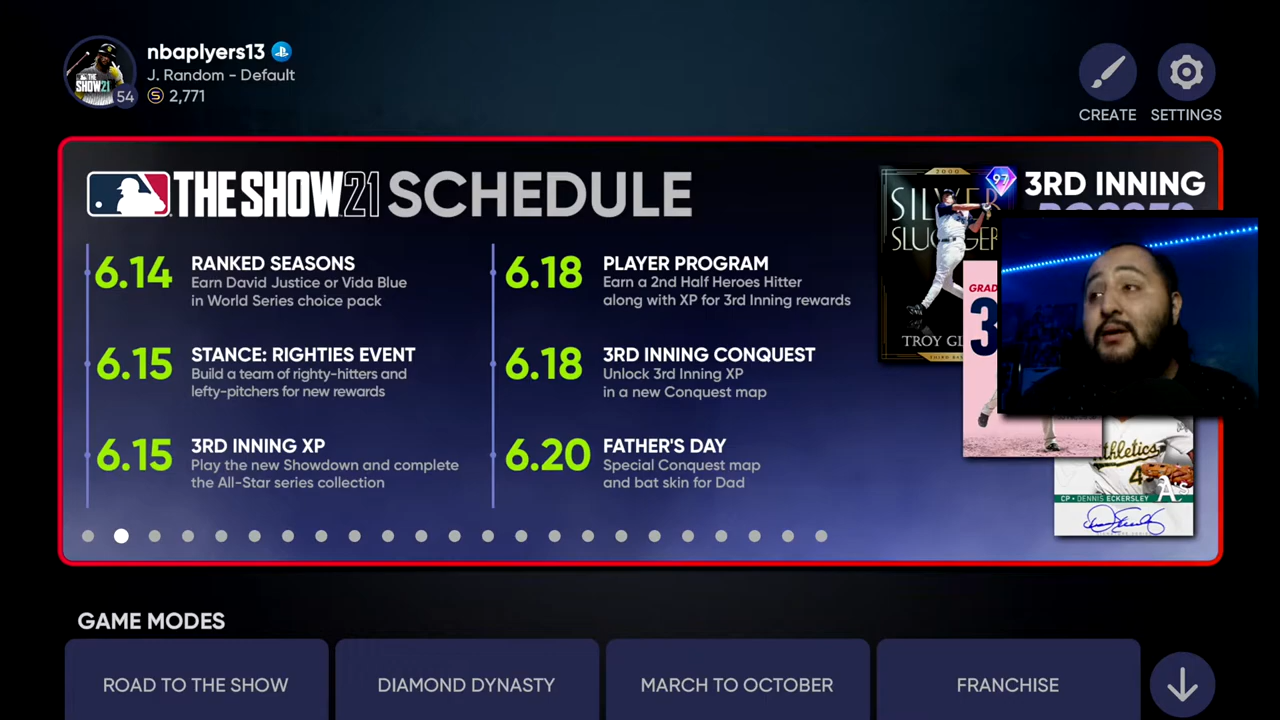 nbaplyers13
J. Random - Default
54
2,771
CREATE
SETTINGS
THE SHOW 21 SCHEDULE
6.14 RANKED SEASONS
Earn David Justice or Vida Blue
in World Series choice pack
6.15 STANCE: RIGHTIES EVENT
Build a team of righty-hitters and
lefty-pitchers for new rewards
6.15 3RD INNING XP
Play the new Showdown and complete
the All-Star series collection
6.18 PLAYER PROGRAM
Earn a 2nd Half Heroes Hitter
along with XP for 3rd Inning rewards
6.18 3RD INNING CONQUEST
Unlock 3rd Inning XP
in a new Conquest map
6.20 FATHER'S DAY
Special Conquest map
and bat skin for Dad
97
3RD INNING
2000
SILVER
TROY
CP • DENNIS ECKERSLEY
GAME MODES
ROAD TO THE SHOW
DIAMOND DYNASTY
MARCH TO OCTOBER
FRANCHISE